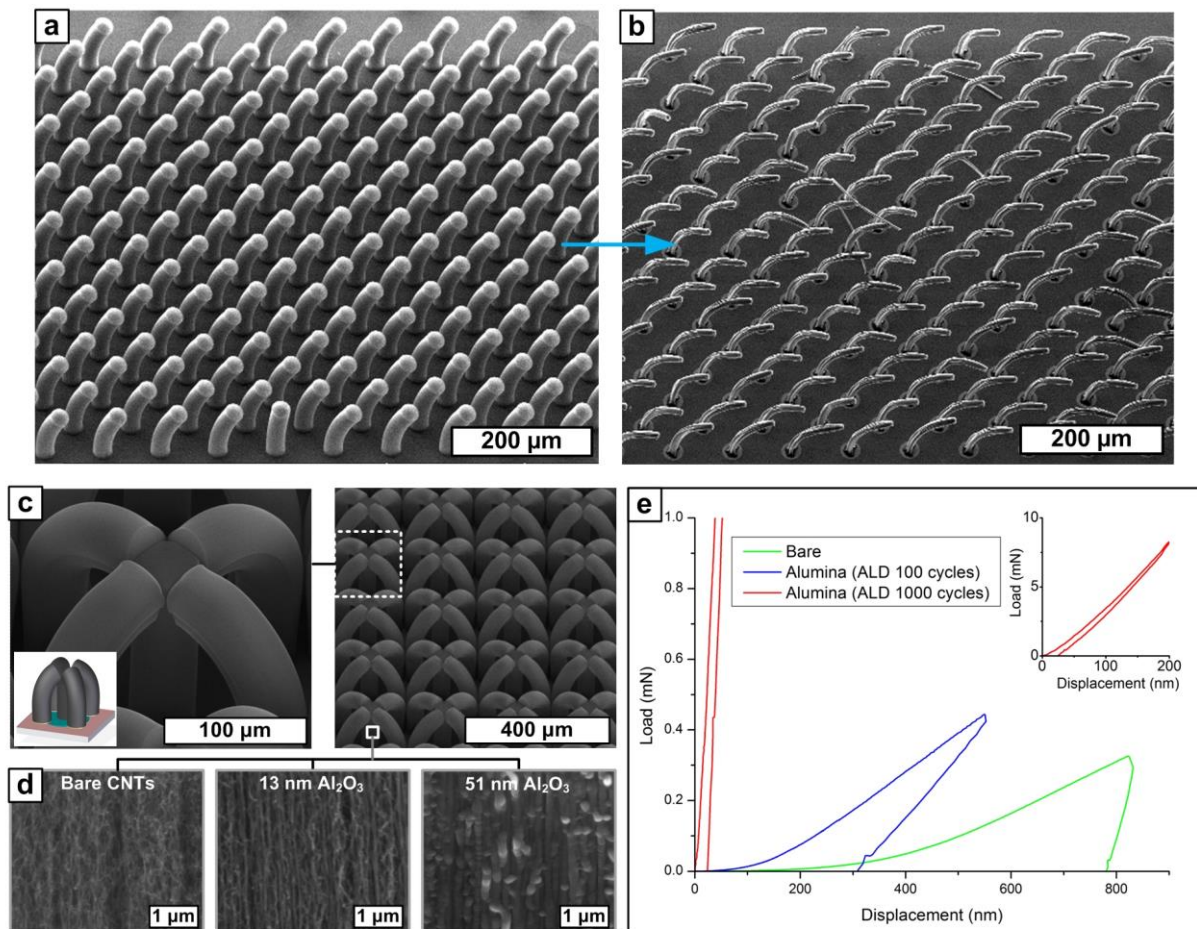 a
b
200 µm
200 µm
c
100 µm
400 µm
d
Bare CNTs
13 nm Al₂O₃
51 nm Al₂O₃
1 µm
1 µm
1 µm
e
Bare
Alumina (ALD 100 cycles)
Alumina (ALD 1000 cycles)
Load (mN)
1.0
0.8
0.6
0.4
0.2
0.0
0 200 400 600 800
Displacement (nm)
Load (mN)
10
5
0
0 100 200
Displacement (nm)